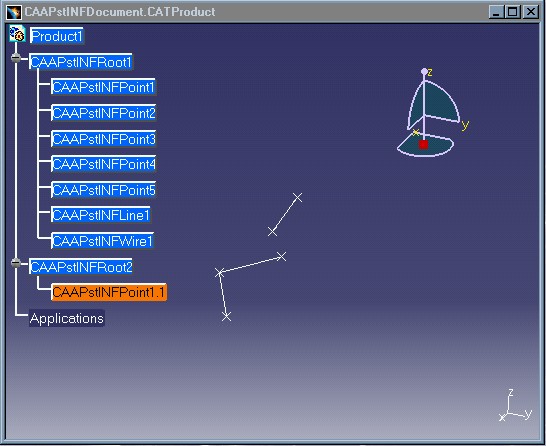 CAAPstINFDocument.CATProduct
Product1
CAAPstINFRoot1
CAAPstINFPoint1
CAAPstINFPoint2
CAAPstINFPoint3
CAAPstINFPoint4
CAAPstINFPoint5
CAAPstINFLine1
CAAPstINFWire1
CAAPstINFRoot2
CAAPstINFPoint1.1
Applications
z
y
x
z
x
y